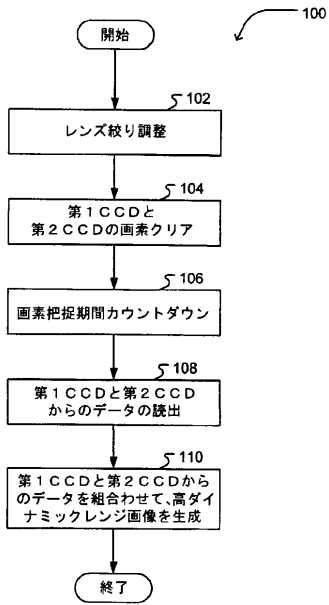 100
開始
102
レンズ絞り調整
104
第1CCDと
第2CCDの画素クリア
106
画素把捉期間カウントダウン
108
第1CCDと第2CCD
からのデータの読出
110
第1CCDと第2CCDから
のデータを組合わせて、高ダイ
ナミックレンジ画像を生成
終了